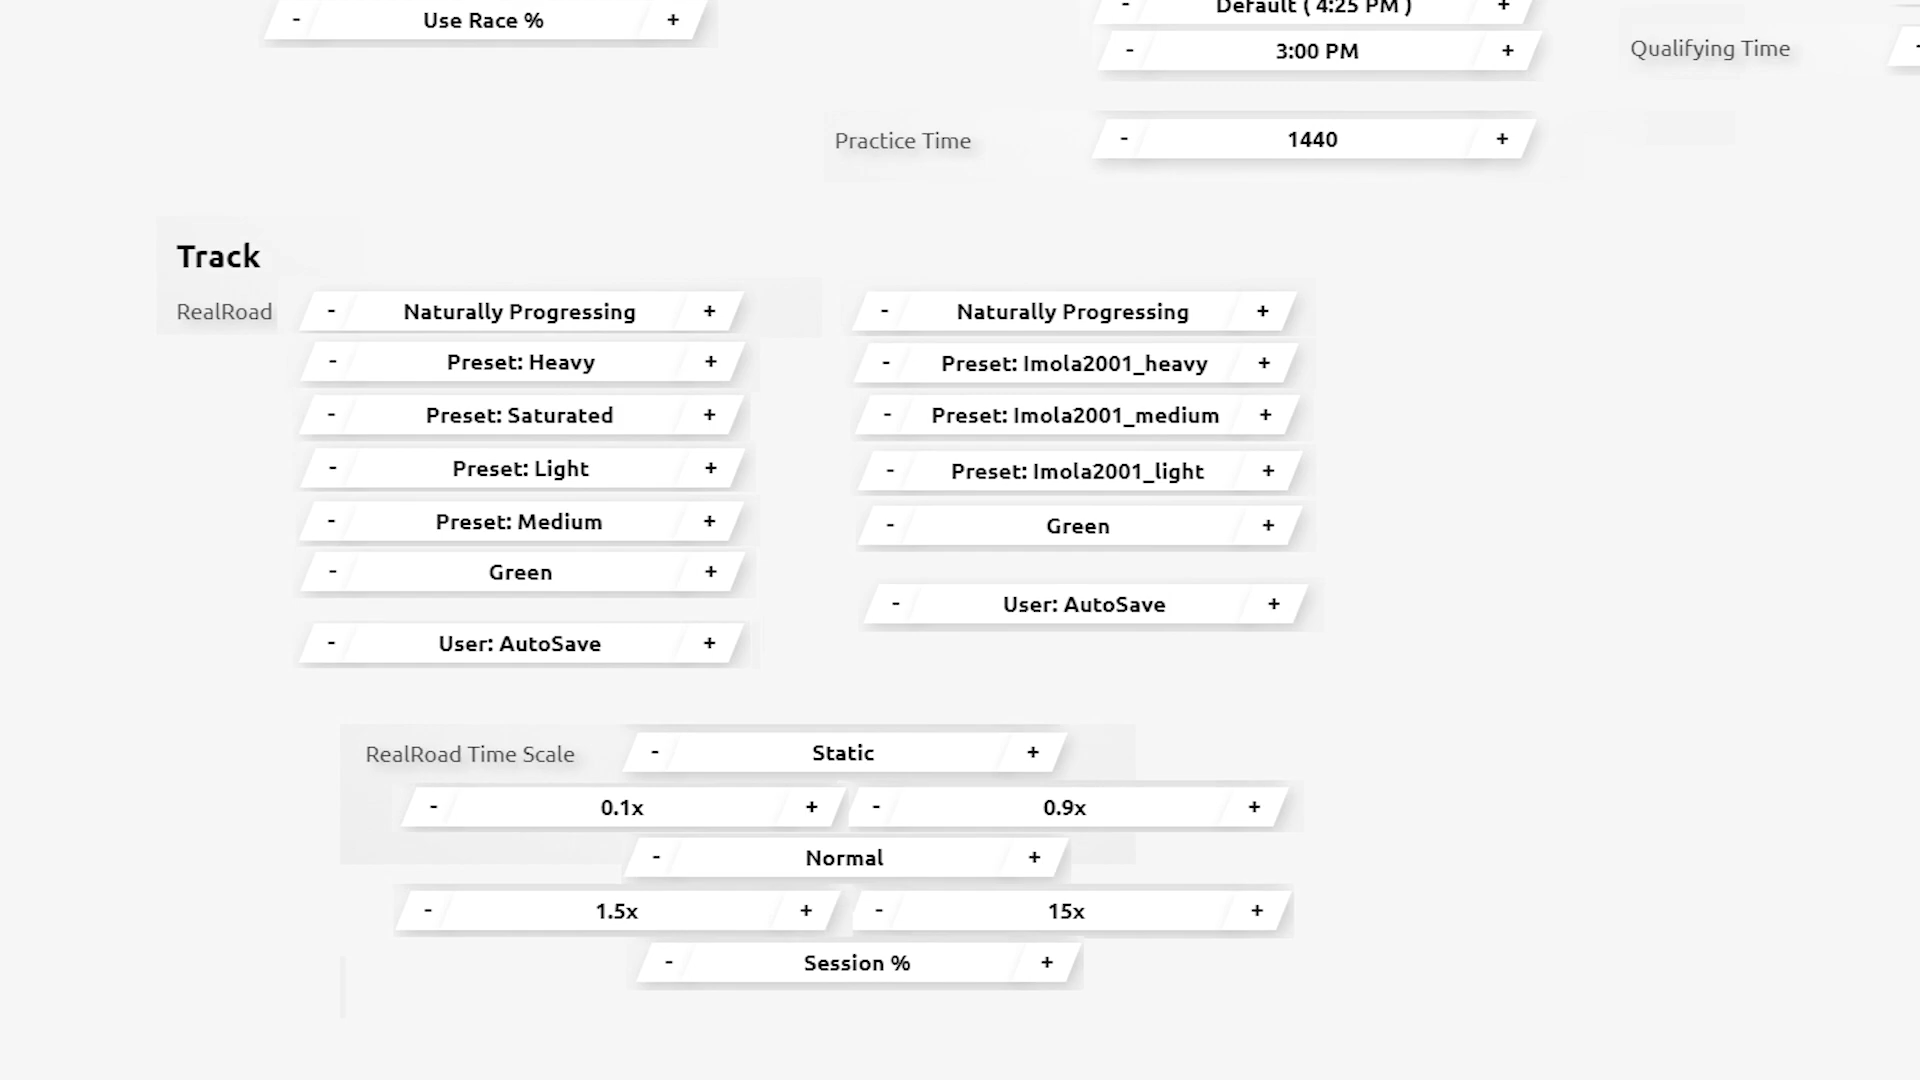 - Use Race % +
- Default ( 4:25 PM ) +
- 3:00 PM +
Qualifying Time -
Practice Time - 1440 +
Track
RealRoad - Naturally Progressing + - Naturally Progressing +
- Preset: Heavy + - Preset: Imola2001_heavy +
- Preset: Saturated + - Preset: Imola2001_medium +
- Preset: Light + - Preset: Imola2001_light +
- Preset: Medium + - Green +
- Green +
- User: AutoSave +
- User: AutoSave +
RealRoad Time Scale - Static +
- 0.1x + - 0.9x +
- Normal +
- 1.5x + - 15x +
- Session % +